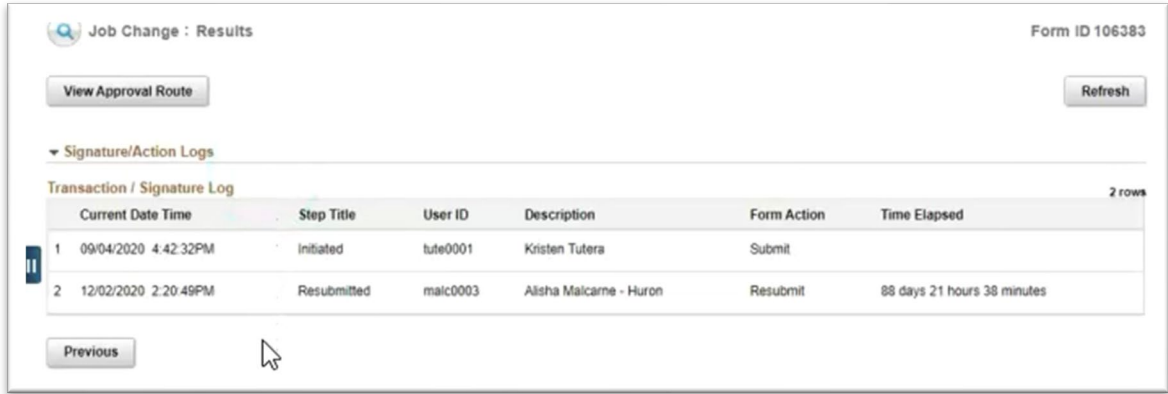 Job Change : Results Form ID 106383
View Approval Route Refresh
Signature/Action Logs
Transaction / Signature Log 2 rows
Current Date Time Step Title User ID Description Form Action Time Elapsed
1 09/04/2020 4:42:32PM Initiated tute0001 Kristen Tutera Submit
2 12/02/2020 2:20:49PM Resubmitted malc0003 Alisha Malcarne - Huron Resubmit 88 days 21 hours 38 minutes
Previous